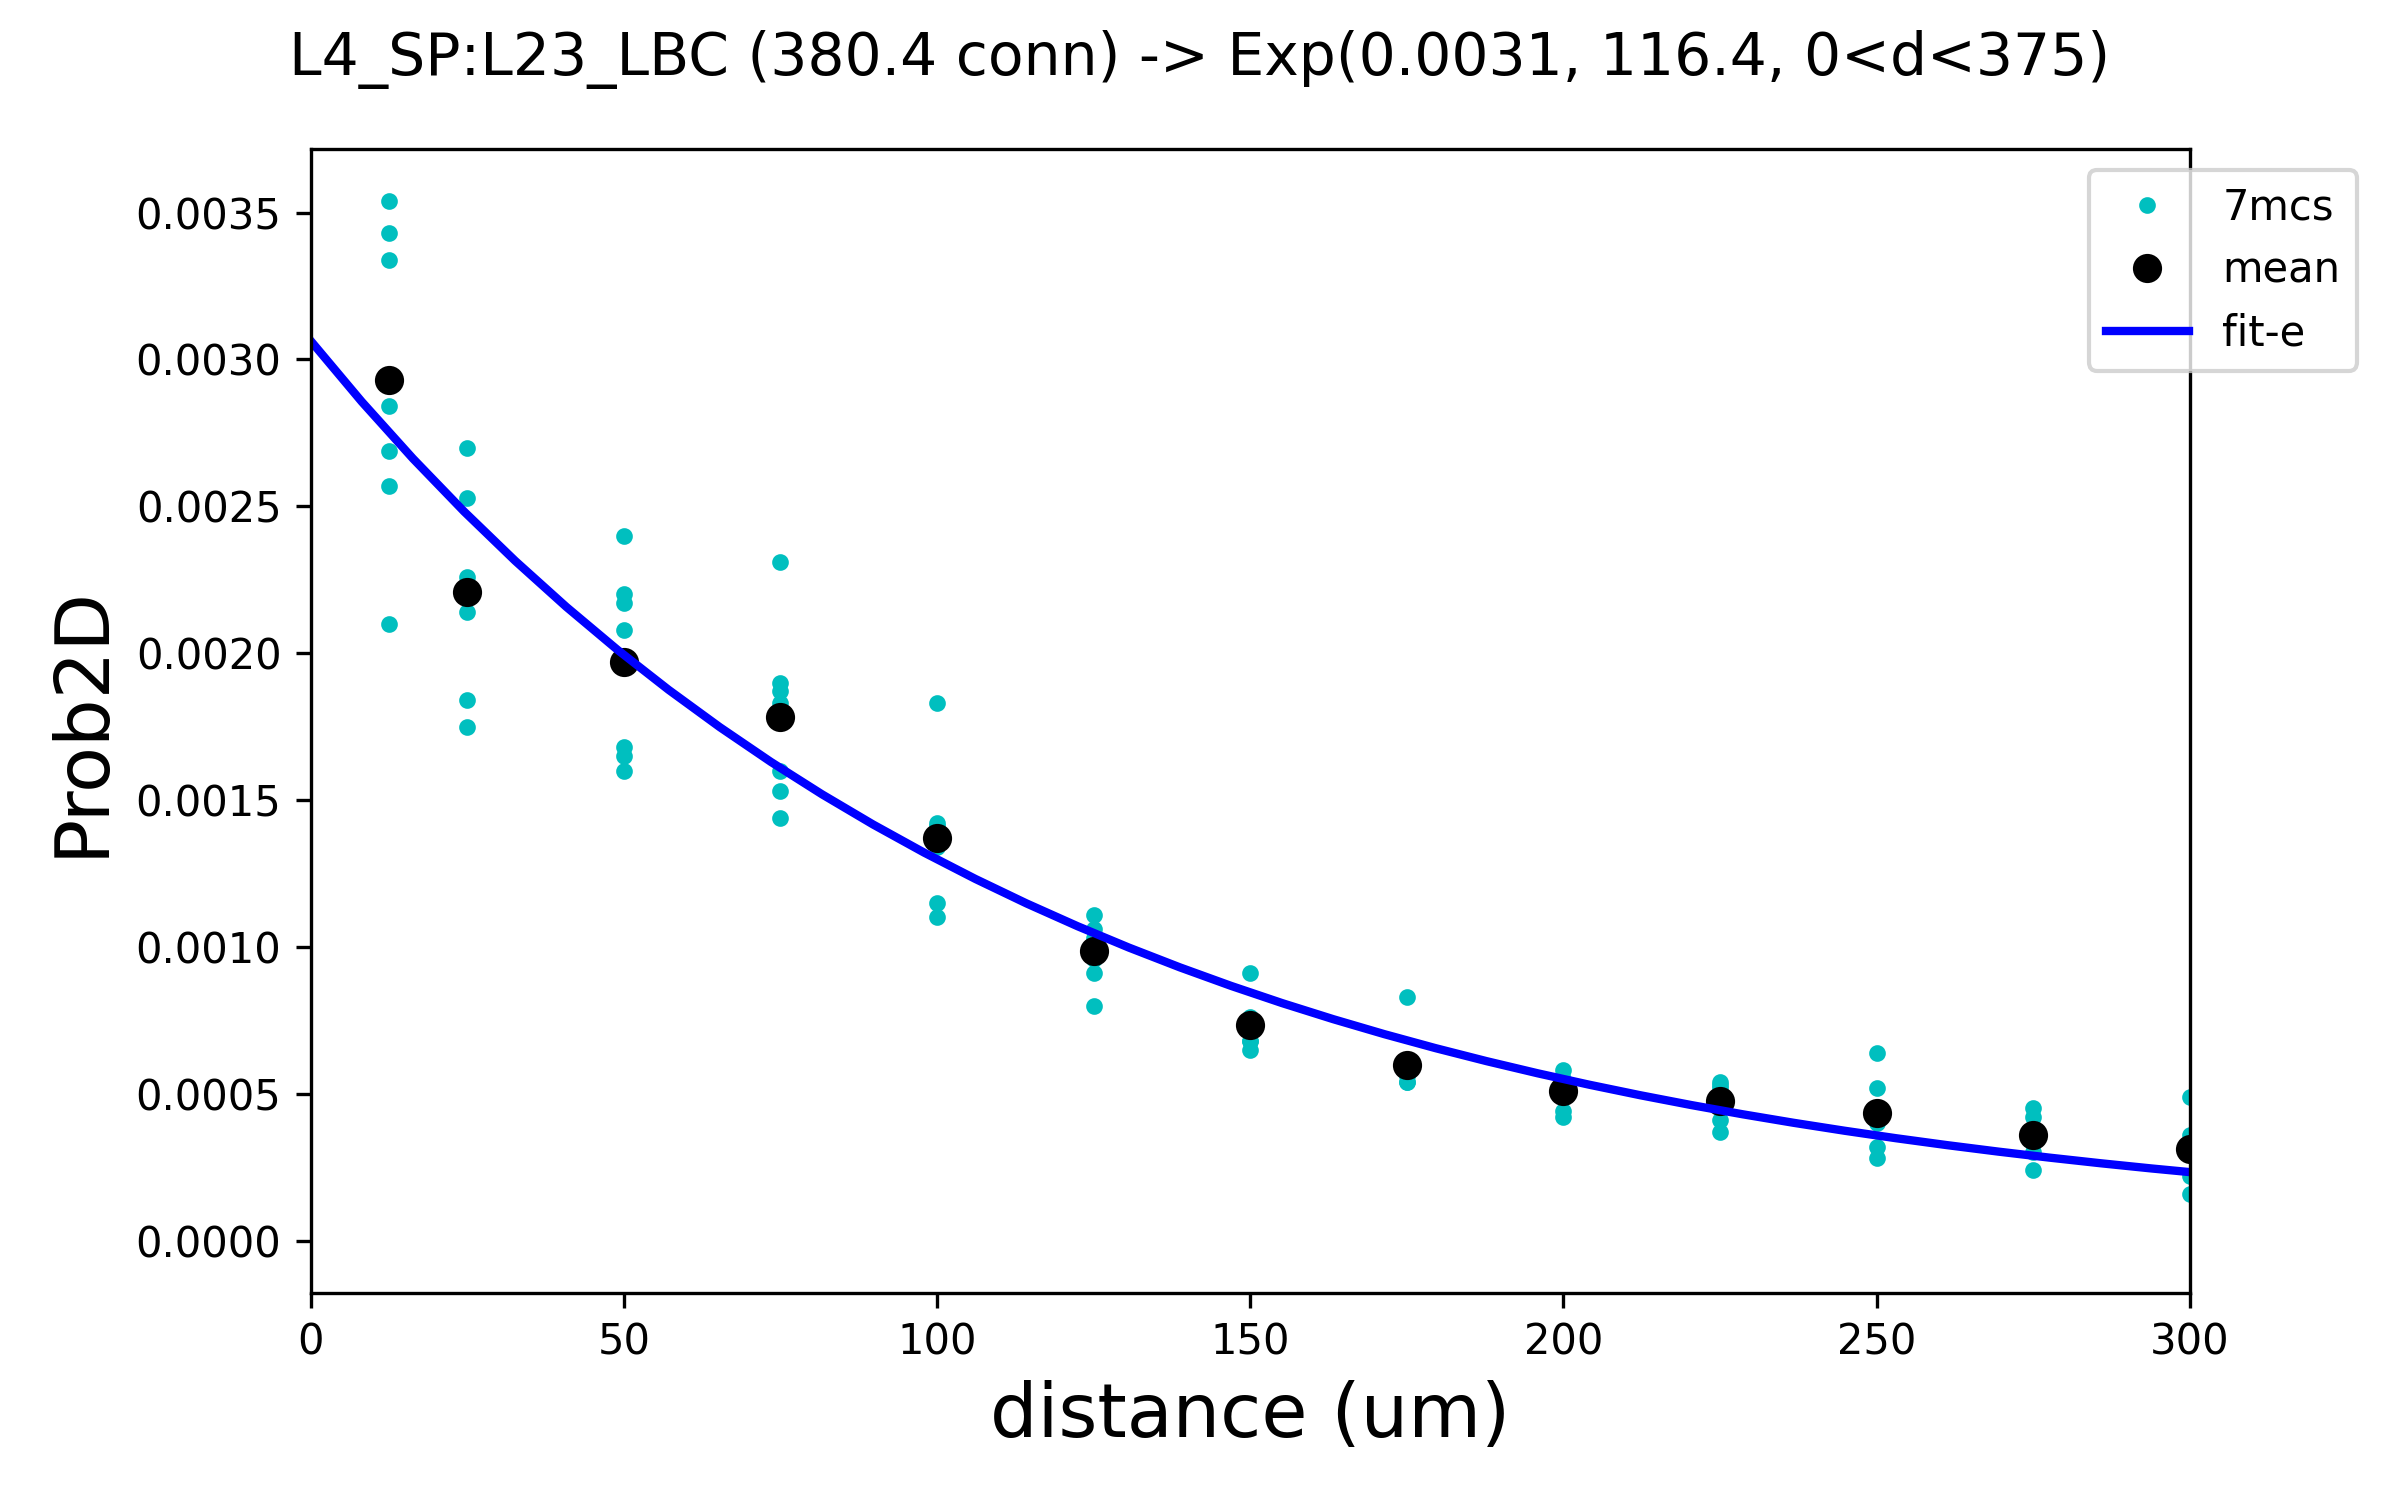 L4_SP:L23_LBC (380.4 conn) -> Exp(0.0031, 116.4, 0<d<375)
7mcs
mean
fit-e
Prob2D
0.0035
0.0030
0.0025
0.0020
0.0015
0.0010
0.0005
0.0000
0 50 100 150 200 250 300
distance (um)